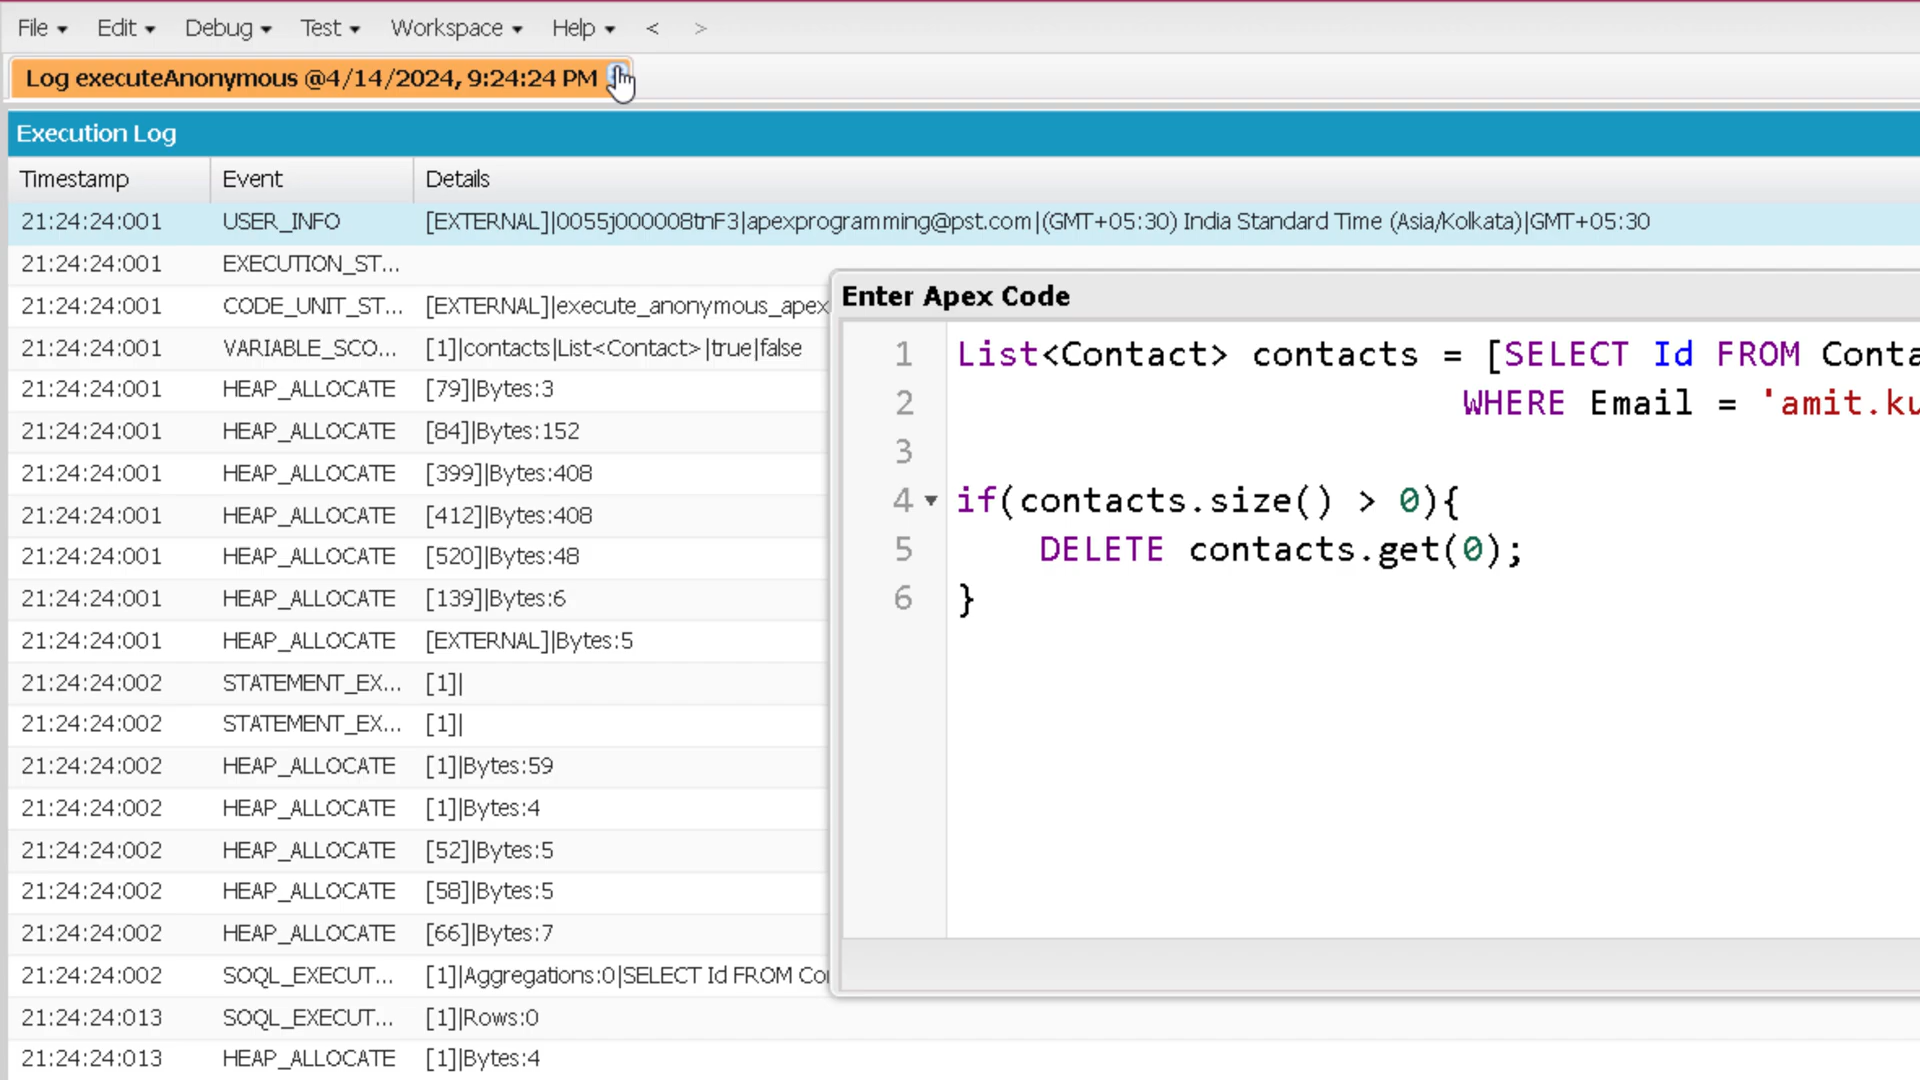 File Edit Debug Test Workspace Help < >
Log executeAnonymous @4/14/2024, 9:24:24 PM
Execution Log
Timestamp Event Details
21:24:24:001 USER_INFO [EXTERNAL]|0055j000008tnF3|apexprogramming@pst.com|(GMT+05:30) India Standard Time (Asia/Kolkata)|GMT+05:30
21:24:24:001 EXECUTION_ST...
21:24:24:001 CODE_UNIT_ST... [EXTERNAL]|execute_anonymous_apex
21:24:24:001 VARIABLE_SCO... [1]|contacts|List<Contact>|true|false
21:24:24:001 HEAP_ALLOCATE [79]|Bytes:3
21:24:24:001 HEAP_ALLOCATE [84]|Bytes:152
21:24:24:001 HEAP_ALLOCATE [399]|Bytes:408
21:24:24:001 HEAP_ALLOCATE [412]|Bytes:408
21:24:24:001 HEAP_ALLOCATE [520]|Bytes:48
21:24:24:001 HEAP_ALLOCATE [139]|Bytes:6
21:24:24:001 HEAP_ALLOCATE [EXTERNAL]|Bytes:5
21:24:24:002 STATEMENT_EX... [1]|
21:24:24:002 STATEMENT_EX... [1]|
21:24:24:002 HEAP_ALLOCATE [1]|Bytes:59
21:24:24:002 HEAP_ALLOCATE [1]|Bytes:4
21:24:24:002 HEAP_ALLOCATE [52]|Bytes:5
21:24:24:002 HEAP_ALLOCATE [58]|Bytes:5
21:24:24:002 HEAP_ALLOCATE [66]|Bytes:7
21:24:24:002 SOQL_EXECUT... [1]|Aggregations:0|SELECT Id FROM Co
21:24:24:013 SOQL_EXECUT... [1]|Rows:0
21:24:24:013 HEAP_ALLOCATE [1]|Bytes:4
Enter Apex Code
1 List<Contact> contacts = [SELECT Id FROM Conta
2 WHERE Email = 'amit.ku
3
4 if(contacts.size() > 0){
5 DELETE contacts.get(0);
6 }